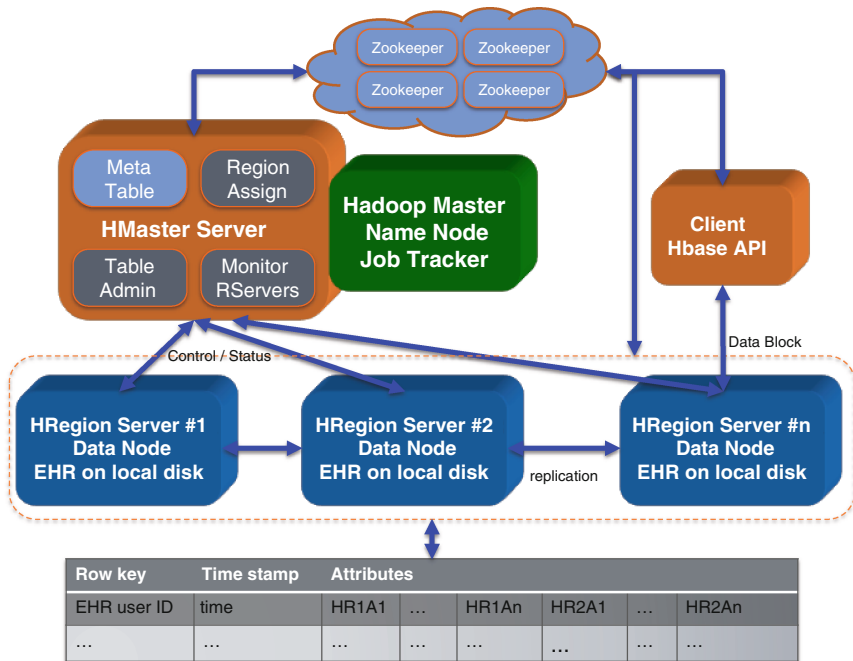 Zookeeper Zookeeper
Zookeeper Zookeeper
Meta
Table
Region
Assign
HMaster Server
Table
Admin
Monitor
RServers
Hadoop Master
Name Node
Job Tracker
Client
Hbase API
Control / Status
Data Block
HRegion Server #1
Data Node
EHR on local disk
HRegion Server #2
Data Node
EHR on local disk
replication
HRegion Server #n
Data Node
EHR on local disk
Row key Time stamp Attributes
EHR user ID time HR1A1 ... HR1An HR2A1 ... HR2An
... ... ... ... ... ... ... ...